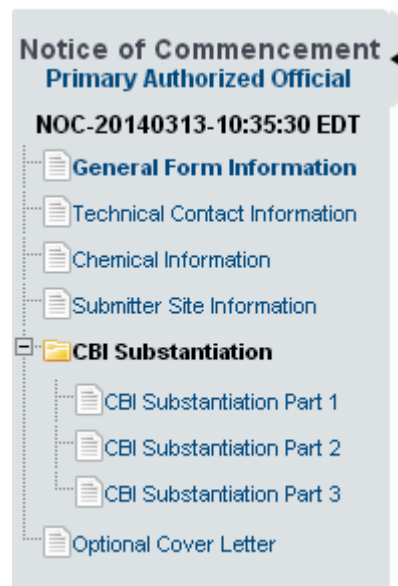 Notice of Commencement
Primary Authorized Official
NOC-20140313-10:35:30 EDT
General Form Information
Technical Contact Information
Chemical Information
Submitter Site Information
CBI Substantiation
CBI Substantiation Part 1
CBI Substantiation Part 2
CBI Substantiation Part 3
Optional Cover Letter